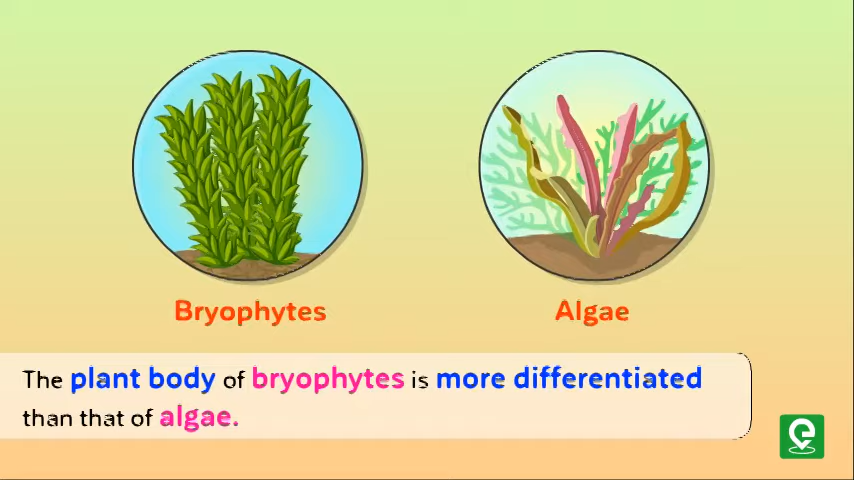 Bryophytes
Algae
The plant body of bryophytes is more differentiated
than that of algae.